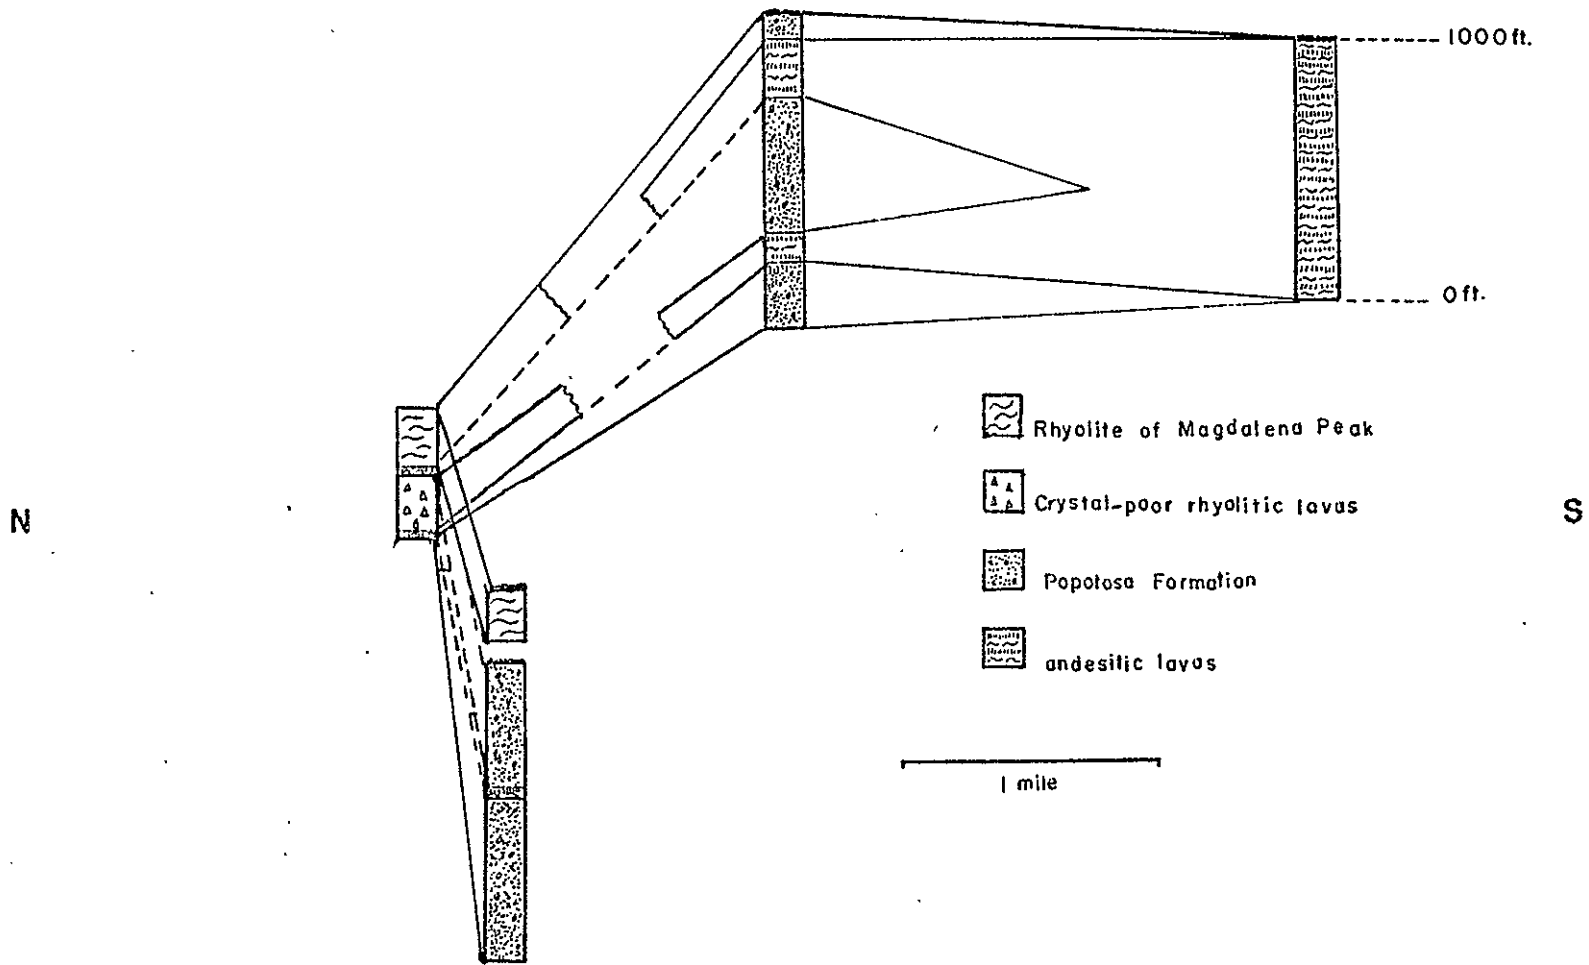 1000 ft.
0 ft.
Rhyolite of Magdalena Peak
N
Crystal-poor rhyolitic lavas
S
Popotosa Formation
andesitic lavas
1 mile